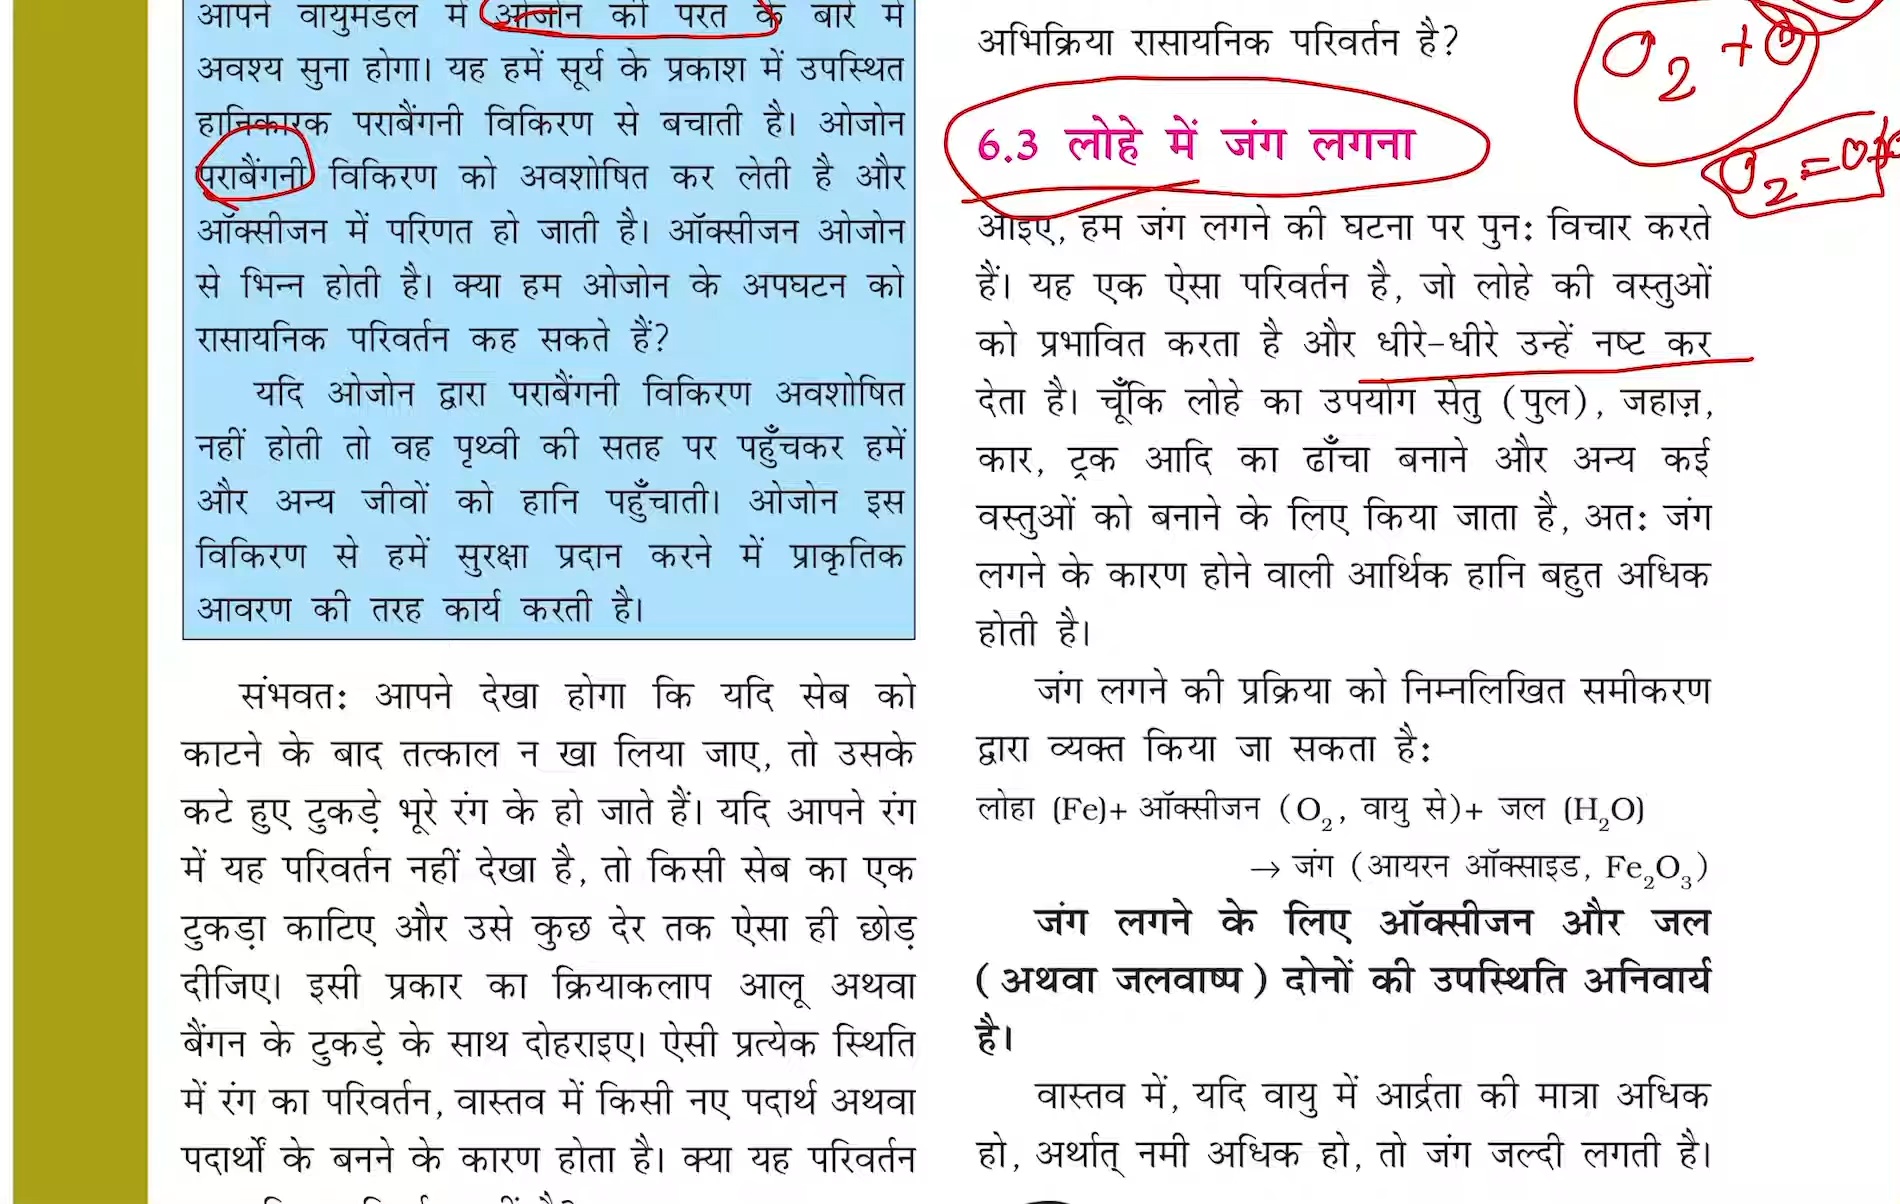 आपने वायुमंडल में ओजोन की परत के बारे में
अवश्य सुना होगा। यह हमें सूर्य के प्रकाश में उपस्थित
हानिकारक पराबैंगनी विकिरण से बचाती है। ओजोन
पराबैंगनी विकिरण को अवशोषित कर लेती है और
ऑक्सीजन में परिणत हो जाती है। ऑक्सीजन ओजोन
से भिन्न होती है। क्या हम ओजोन के अपघटन को
रासायनिक परिवर्तन कह सकते हैं?
यदि ओजोन द्वारा पराबैंगनी विकिरण अवशोषित
नहीं होती तो वह पृथ्वी की सतह पर पहुँचकर हमें
और अन्य जीवों को हानि पहुँचाती। ओजोन इस
विकिरण से हमें सुरक्षा प्रदान करने में प्राकृतिक
आवरण की तरह कार्य करती है।
संभवत: आपने देखा होगा कि यदि सेब को
काटने के बाद तत्काल न खा लिया जाए, तो उसके
कटे हुए टुकड़े भूरे रंग के हो जाते हैं। यदि आपने रंग
में यह परिवर्तन नहीं देखा है, तो किसी सेब का एक
टुकड़ा काटिए और उसे कुछ देर तक ऐसा ही छोड़
दीजिए। इसी प्रकार का क्रियाकलाप आलू अथवा
बैंगन के टुकड़े के साथ दोहराइए। ऐसी प्रत्येक स्थिति
में रंग का परिवर्तन, वास्तव में किसी नए पदार्थ अथवा
पदार्थों के बनने के कारण होता है। क्या यह परिवर्तन
अभिक्रिया रासायनिक परिवर्तन है?
6.3 लोहे में जंग लगना
आइए, हम जंग लगने की घटना पर पुन: विचार करते
हैं। यह एक ऐसा परिवर्तन है, जो लोहे की वस्तुओं
को प्रभावित करता है और धीरे-धीरे उन्हें नष्ट कर
देता है। चूँकि लोहे का उपयोग सेतु (पुल), जहाज़,
कार, ट्रक आदि का ढाँचा बनाने और अन्य कई
वस्तुओं को बनाने के लिए किया जाता है, अत: जंग
लगने के कारण होने वाली आर्थिक हानि बहुत अधिक
होती है।
जंग लगने की प्रक्रिया को निम्नलिखित समीकरण
द्वारा व्यक्त किया जा सकता है:
लोहा (Fe)+ ऑक्सीजन (O₂, वायु से)+ जल (H₂O)
→ जंग (आयरन ऑक्साइड, Fe₂O₃)
जंग लगने के लिए ऑक्सीजन और जल
(अथवा जलवाष्प) दोनों की उपस्थिति अनिवार्य
है।
वास्तव में, यदि वायु में आर्द्रता की मात्रा अधिक
हो, अर्थात् नमी अधिक हो, तो जंग जल्दी लगती है।
O₂ + O
O₂ =